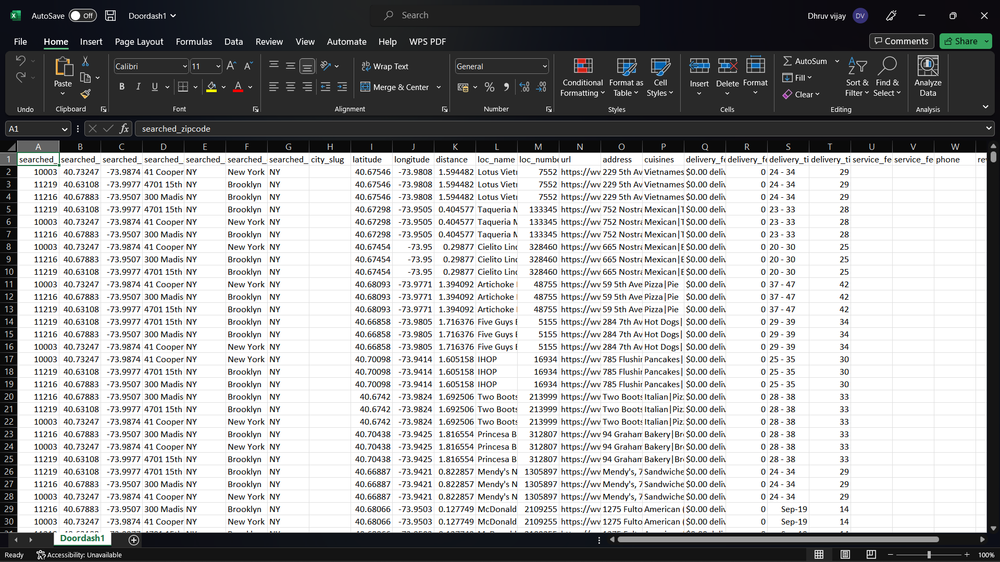 AutoSave Off Doordash1 Search Dhruv vijay DV
File Home Insert Page Layout Formulas Data Review View Automate Help WPS PDF Comments Share
Paste Calibri 11 Wrap Text General Conditional Formatting Format as Table Cell Styles Insert Delete Format AutoSum Sort & Filter Find & Select Analyze Data
B I U Merge & Center % Fill
Clear
Undo Clipboard Font Alignment Number Styles Cells Editing Analysis
A1 fx searched_zipcode
A B C D E F G H I J K L M N O P Q R S T U V W
1 searched_ searched_ searched_ searched_ searched_ searched_ searched_ city_slug latitude longitude distance loc_name loc_numbe url address cuisines delivery_fe delivery_fe delivery_ti delivery_ti service_fe service_fe phone
2 10003 40.73247 -73.9874 41 Cooper NY New York NY 40.67546 -73.9808 1.594482 Lotus Viet 7552 https://w 229 5th Av Vietnames $0.00 deliv 0 24 - 34 29
3 11219 40.63108 -73.9977 4701 15th NY Brooklyn NY 40.67546 -73.9808 1.594482 Lotus Viet 7552 https://w 229 5th Av Vietnames $0.00 deliv 0 24 - 34 29
4 11216 40.67883 -73.9507 300 Madis NY Brooklyn NY 40.67546 -73.9808 1.594482 Lotus Viet 7552 https://w 229 5th Av Vietnames $0.00 deliv 0 24 - 34 29
5 11219 40.63108 -73.9977 4701 15th NY Brooklyn NY 40.67298 -73.9505 0.404577 Taqueria M 133345 https://w 752 Nostra Mexican|T $0.00 deliv 0 23 - 33 28
6 10003 40.73247 -73.9874 41 Cooper NY New York NY 40.67298 -73.9505 0.404577 Taqueria M 133345 https://w 752 Nostra Mexican|T $0.00 deliv 0 23 - 33 28
7 11216 40.67883 -73.9507 300 Madis NY Brooklyn NY 40.67298 -73.9505 0.404577 Taqueria M 133345 https://w 752 Nostra Mexican|T $0.00 deliv 0 23 - 33 28
8 10003 40.73247 -73.9874 41 Cooper NY New York NY 40.67454 -73.95 0.29877 Cielito Lind 328460 https://w 665 Nostra Mexican|B $0.00 deliv 0 20 - 30 25
9 11216 40.67883 -73.9507 300 Madis NY Brooklyn NY 40.67454 -73.95 0.29877 Cielito Lind 328460 https://w 665 Nostra Mexican|B $0.00 deliv 0 20 - 30 25
10 11219 40.63108 -73.9977 4701 15th NY Brooklyn NY 40.67454 -73.95 0.29877 Cielito Lind 328460 https://w 665 Nostra Mexican|B $0.00 deliv 0 20 - 30 25
11 10003 40.73247 -73.9874 41 Cooper NY New York NY 40.68093 -73.9771 1.394092 Artichoke 48755 https://w 59 5th Ave Pizza|Pie $0.00 deliv 0 37 - 47 42
12 11216 40.67883 -73.9507 300 Madis NY Brooklyn NY 40.68093 -73.9771 1.394092 Artichoke 48755 https://w 59 5th Ave Pizza|Pie $0.00 deliv 0 37 - 47 42
13 11219 40.63108 -73.9977 4701 15th NY Brooklyn NY 40.68093 -73.9771 1.394092 Artichoke 48755 https://w 59 5th Ave Pizza|Pie $0.00 deliv 0 37 - 47 42
14 11219 40.63108 -73.9977 4701 15th NY Brooklyn NY 40.66858 -73.9805 1.716376 Five Guys B 5155 https://w 284 7th Av Hot Dogs| $0.00 deliv 0 29 - 39 34
15 11216 40.67883 -73.9507 300 Madis NY Brooklyn NY 40.66858 -73.9805 1.716376 Five Guys B 5155 https://w 284 7th Av Hot Dogs| $0.00 deliv 0 29 - 39 34
16 10003 40.73247 -73.9874 41 Cooper NY New York NY 40.66858 -73.9805 1.716376 Five Guys B 5155 https://w 284 7th Av Hot Dogs| $0.00 deliv 0 29 - 39 34
17 10003 40.73247 -73.9874 41 Cooper NY New York NY 40.70098 -73.9414 1.605158 IHOP 16934 https://w 785 Flushi Pancakes| $0.00 deliv 0 25 - 35 30
18 11219 40.63108 -73.9977 4701 15th NY Brooklyn NY 40.70098 -73.9414 1.605158 IHOP 16934 https://w 785 Flushi Pancakes| $0.00 deliv 0 25 - 35 30
19 11216 40.67883 -73.9507 300 Madis NY Brooklyn NY 40.70098 -73.9414 1.605158 IHOP 16934 https://w 785 Flushi Pancakes| $0.00 deliv 0 25 - 35 30
20 11216 40.67883 -73.9507 300 Madis NY Brooklyn NY 40.6742 -73.9824 1.692506 Two Boots 213999 https://w Two Boots Italian|Piz $0.00 deliv 0 28 - 38 33
21 11219 40.63108 -73.9977 4701 15th NY Brooklyn NY 40.6742 -73.9824 1.692506 Two Boots 213999 https://w Two Boots Italian|Piz $0.00 deliv 0 28 - 38 33
22 10003 40.73247 -73.9874 41 Cooper NY New York NY 40.6742 -73.9824 1.692506 Two Boots 213999 https://w Two Boots Italian|Piz $0.00 deliv 0 28 - 38 33
23 11216 40.67883 -73.9507 300 Madis NY Brooklyn NY 40.70438 -73.9425 1.816554 Princesa B 312807 https://w 94 Graham Bakery|Br $0.00 deliv 0 28 - 38 33
24 10003 40.73247 -73.9874 41 Cooper NY New York NY 40.70438 -73.9425 1.816554 Princesa B 312807 https://w 94 Graham Bakery|Br $0.00 deliv 0 28 - 38 33
25 11219 40.63108 -73.9977 4701 15th NY Brooklyn NY 40.70438 -73.9425 1.816554 Princesa B 312807 https://w 94 Graham Bakery|Br $0.00 deliv 0 28 - 38 33
26 11219 40.63108 -73.9977 4701 15th NY Brooklyn NY 40.66887 -73.9421 0.822857 Mendy's N 1305897 https://w Mendy's, 7 Sandwiche $0.00 deliv 0 24 - 34 29
27 11216 40.67883 -73.9507 300 Madis NY Brooklyn NY 40.66887 -73.9421 0.822857 Mendy's N 1305897 https://w Mendy's, 7 Sandwiche $0.00 deliv 0 24 - 34 29
28 10003 40.73247 -73.9874 41 Cooper NY New York NY 40.66887 -73.9421 0.822857 Mendy's N 1305897 https://w Mendy's, 7 Sandwiche $0.00 deliv 0 24 - 34 29
29 11216 40.67883 -73.9507 300 Madis NY Brooklyn NY 40.68066 -73.9503 0.127749 McDonald 2109255 https://w 1275 Fulto American ( $0.00 deliv 0 Sep-19 14
30 10003 40.73247 -73.9874 41 Cooper NY New York NY 40.68066 -73.9503 0.127749 McDonald 2109255 https://w 1275 Fulto American ( $0.00 deliv 0 Sep-19 14
Doordash1
Ready Accessibility: Unavailable 100%